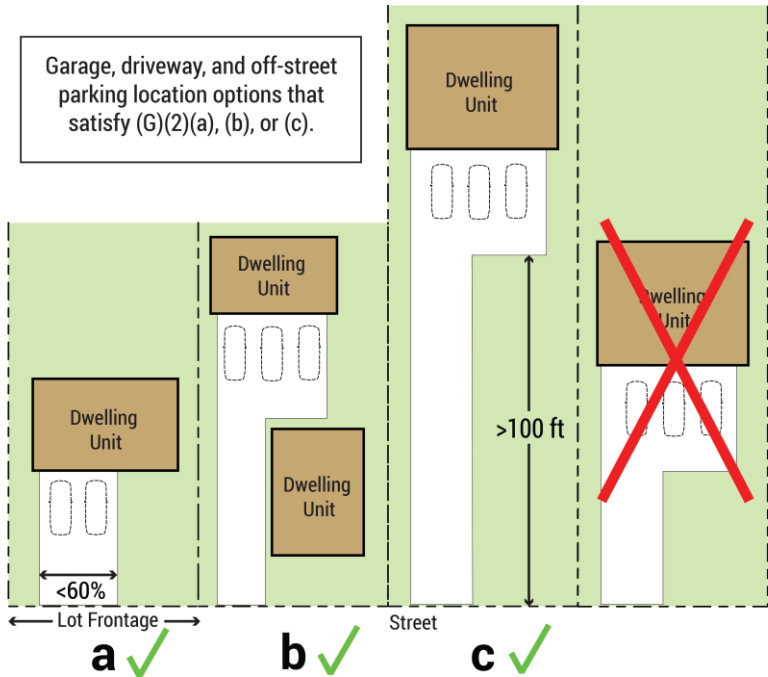 Garage, driveway, and off-street
parking location options that
satisfy (G)(2)(a), (b), or (c).
Dwelling
Unit
Dwelling
Unit
Dwelling
Unit
Dwelling
Unit
Dwelling
Unit
>100 ft
<60%
Lot Frontage
Street
a
b
c